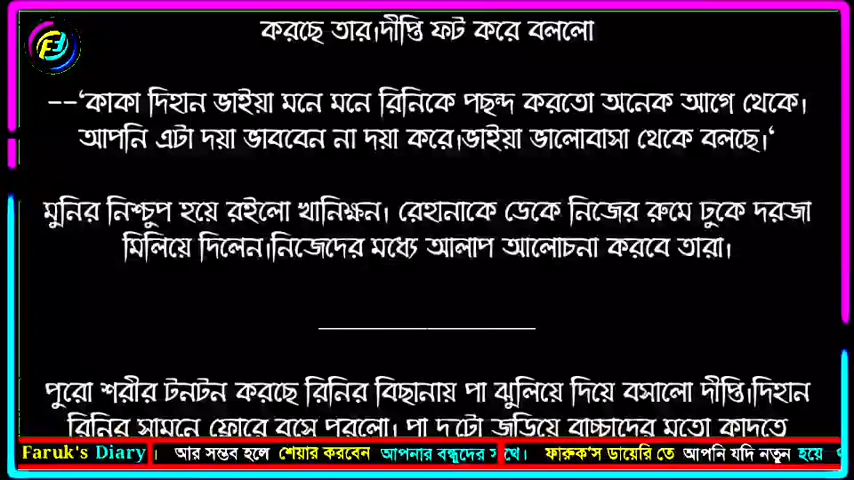 করছে তার।দীপ্তি ফট করে বললো
--‘কাকা দিহান ভাইয়া মনে মনে রিনিকে পছন্দ করতো অনেক আগে থেকে।
আপনি এটা দয়া ভাববেন না দয়া করে।ভাইয়া ভালোবাসা থেকে বলছে।‘
মুনির নিশ্চুপ হয়ে রইলো খানিক্ষন। রেহানাকে ডেকে নিজের রুমে ঢুকে দরজা
মিলিয়ে দিলেন।নিজেদের মধ্যে আলাপ আলোচনা করবে তারা।
পুরো শরীর টনটন করছে রিনির বিছানায় পা ঝুলিয়ে দিয়ে বসালো দীপ্তি।দিহান
রিনির সামনে ফ্লোরে বসে পরলো। পা দুটো জড়িয়ে বাচ্চাদের মতো কাদতে
Faruk's Diary । আর সম্ভব হলে শেয়ার করবেন আপনার বন্ধুদের সাথে। ফারুক'স ডায়েরি তে আপনি যদি নতুন হয়ে